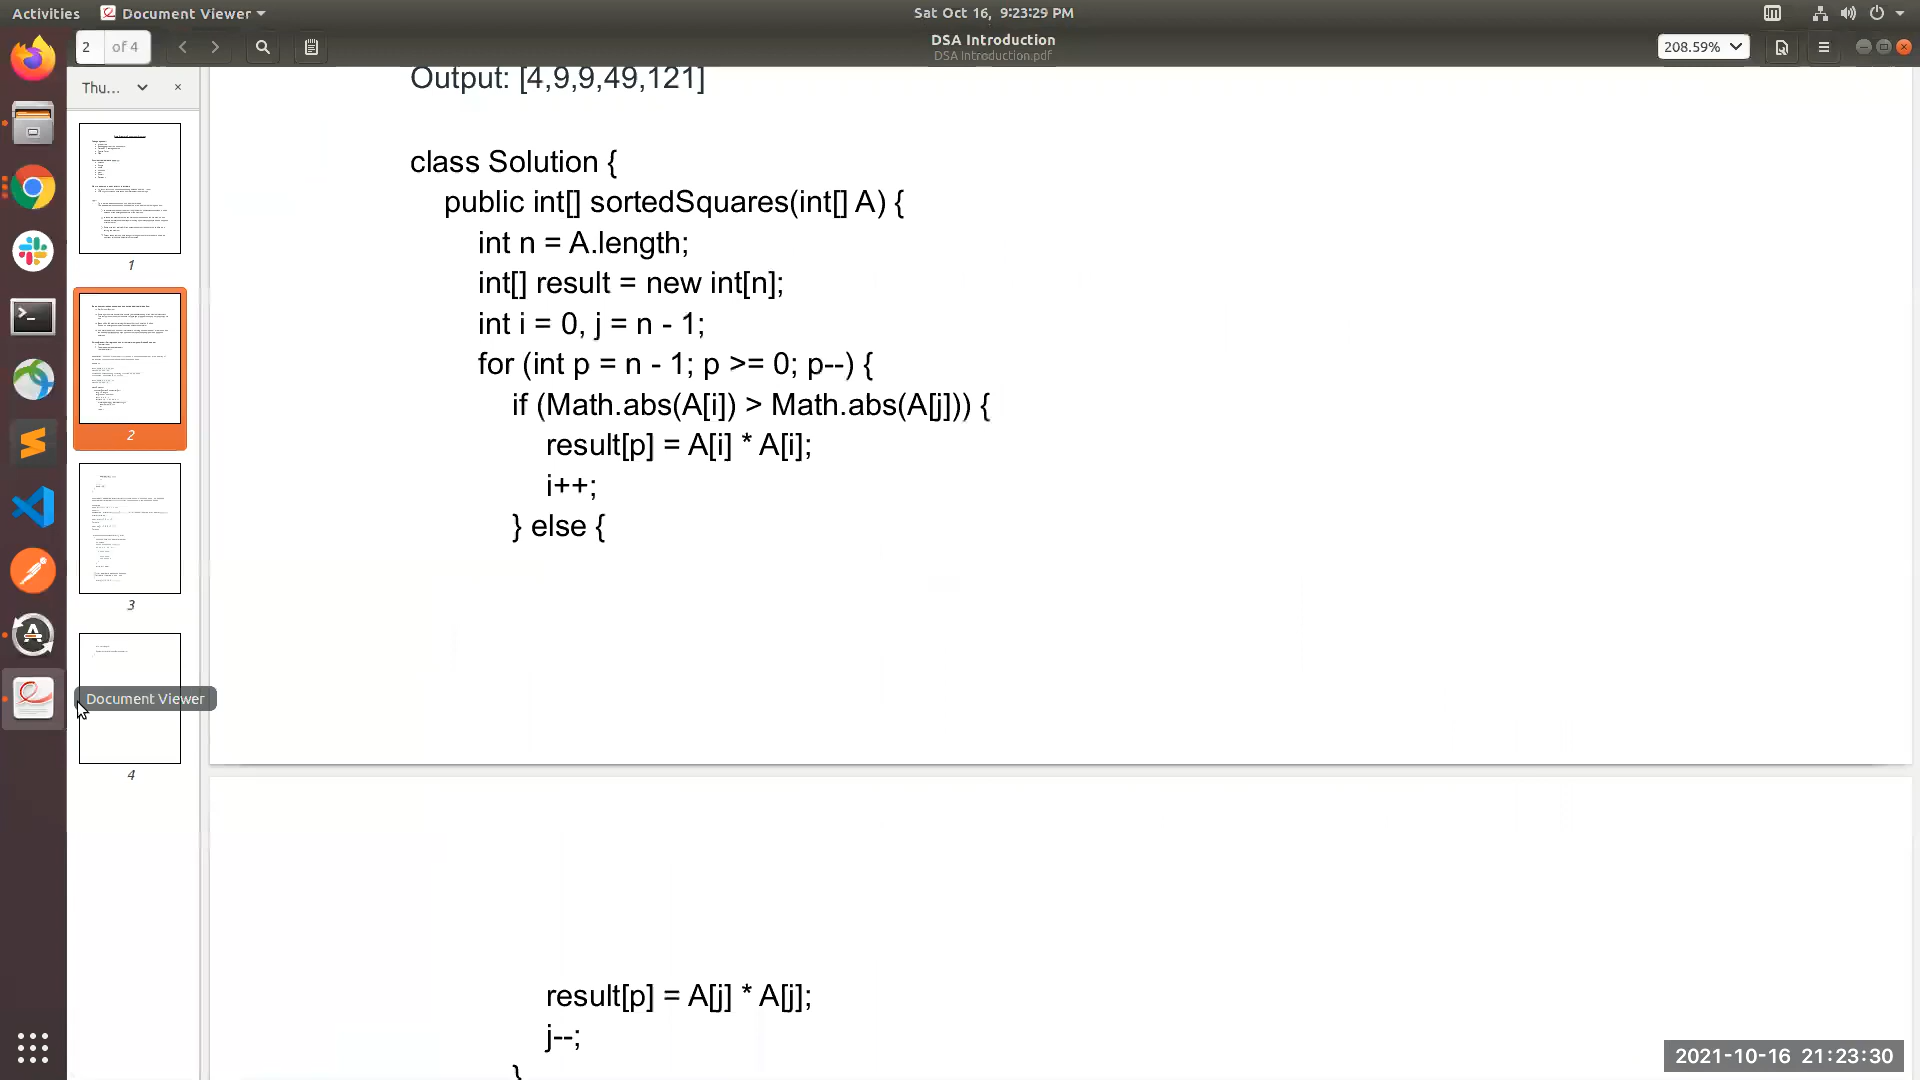 Activities
Document Viewer
Sat Oct 16, 9:23:29 PM
2 of 4
DSA Introduction
DSA Introduction.pdf
208.59%
Thu...
1
2
3
4
Document Viewer
Output: [4,9,9,49,121]
class Solution {
public int[] sortedSquares(int[] A) {
int n = A.length;
int[] result = new int[n];
int i = 0, j = n - 1;
for (int p = n - 1; p >= 0; p--) {
if (Math.abs(A[i]) > Math.abs(A[j])) {
result[p] = A[i] * A[i];
i++;
} else {
result[p] = A[j] * A[j];
j--;
}
2021-10-16 21:23:30